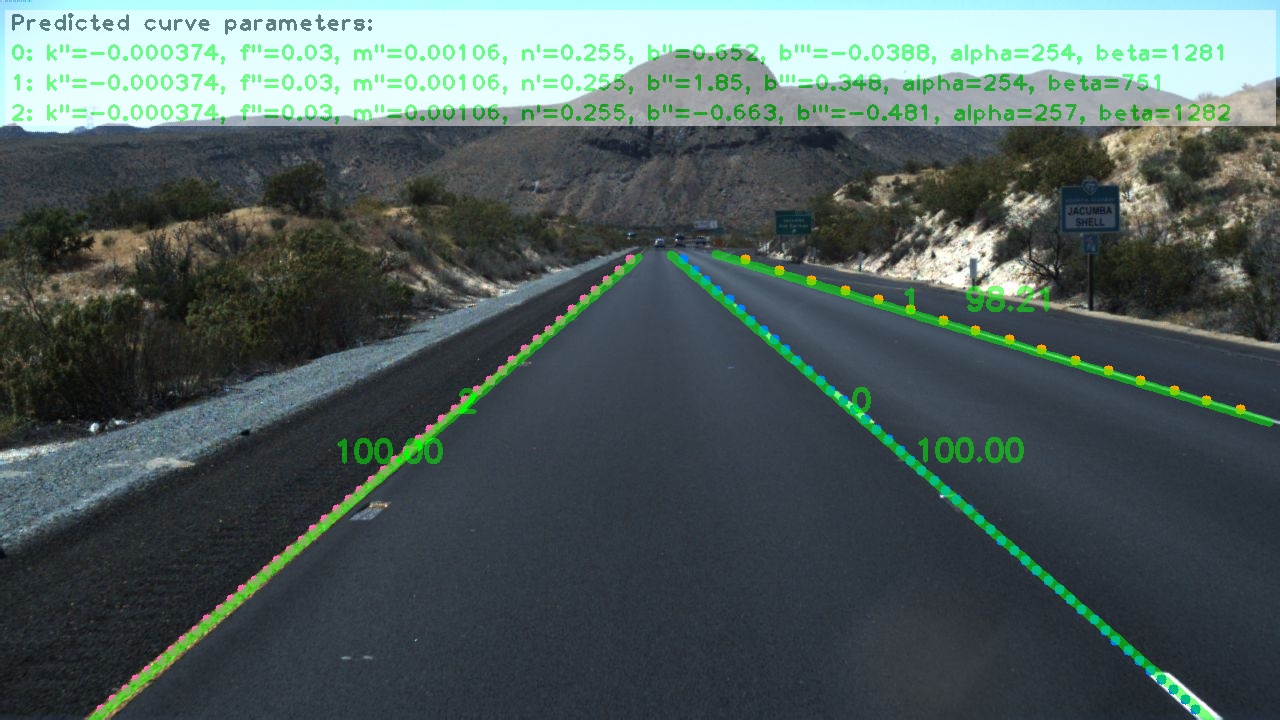 Predicted curve parameters:
0: k"=-0.000374, f"=0.03, m"=0.00106, n'=0.255, b"=0.652, b'''=-0.0388, alpha=254, beta=1281
1: k"=-0.000374, f"=0.03, m"=0.00106, n'=0.255, b"=1.85, b'''=0.348, alpha=254, beta=751
2: k"=-0.000374, f"=0.03, m"=0.00106, n'=0.255, b"=-0.663, b'''=-0.481, alpha=257, beta=1282
JACUMBA
SHELL
1 98.21
2 0
100.00 100.00